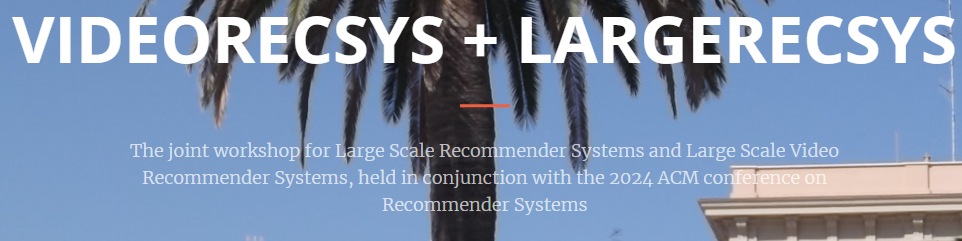 VIDEORECSYS + LARGERECSYS
The joint workshop for Large Scale Recommender Systems and Large Scale Video
Recommender Systems, held in conjunction with the 2024 ACM conference on
Recommender Systems